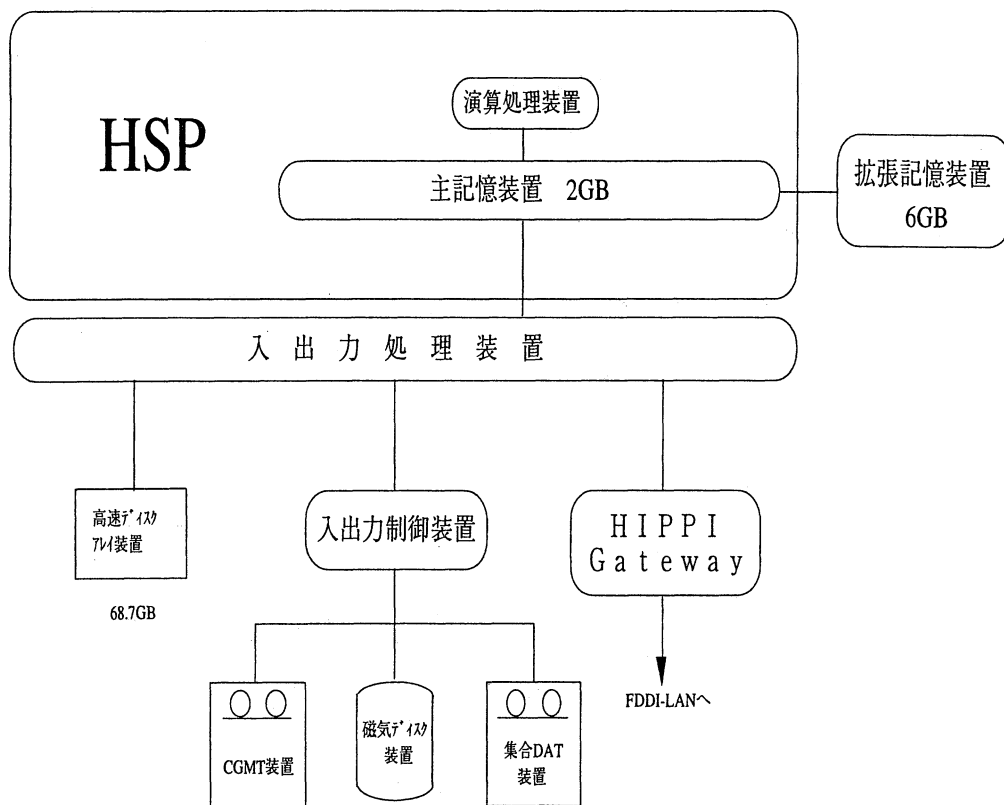 演算処理装置
HSP
主記憶装置 2GB
拡張記憶装置
6GB
入出力処理装置
高速ﾃﾞｨｽｸ
ｱﾚｲ装置
68.7GB
入出力制御装置
HIPPI
Gateway
FDDI-LANへ
CGMT装置
磁気ﾃﾞｨｽｸ
装置
集合DAT
装置